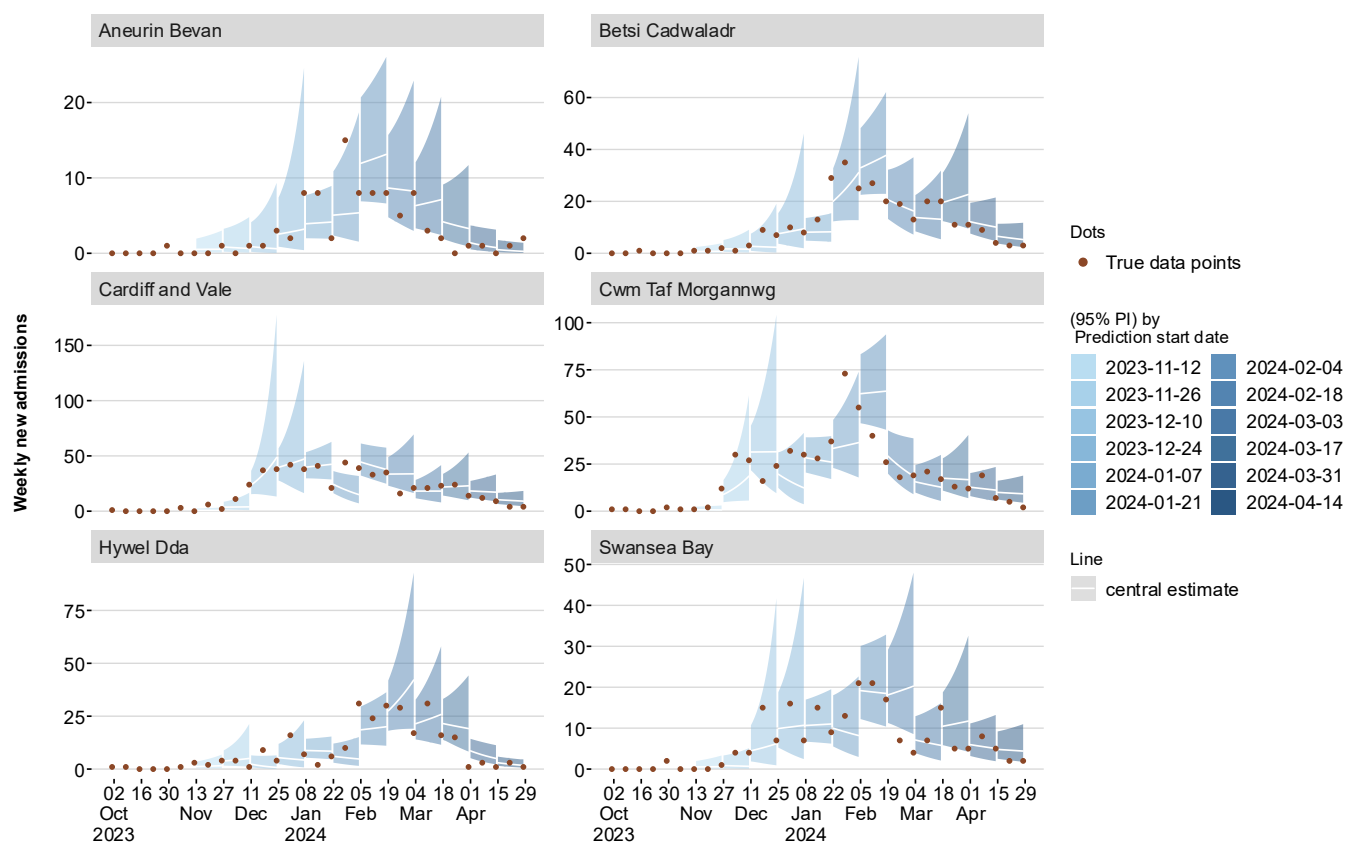 Aneurin Bevan
Betsi Cadwaladr
20
10
0
60
40
20
0
Cardiff and Vale
Cwm Taf Morgannwg
150
100
50
0
100
75
50
25
0
Hywel Dda
Swansea Bay
75
50
25
0
50
40
30
20
10
0
02 16 30 13 27 11 25 08 22 05 19 04 18 01 15 29
Oct Nov Dec Jan Feb Mar Apr
2023 2024
02 16 30 13 27 11 25 08 22 05 19 04 18 01 15 29
Oct Nov Dec Jan Feb Mar Apr
2023 2024
Weekly new admissions
Dots
True data points
(95% PI) by
Prediction start date
2023-11-12 2024-02-04
2023-11-26 2024-02-18
2023-12-10 2024-03-03
2023-12-24 2024-03-17
2024-01-07 2024-03-31
2024-01-21 2024-04-14
Line
central estimate